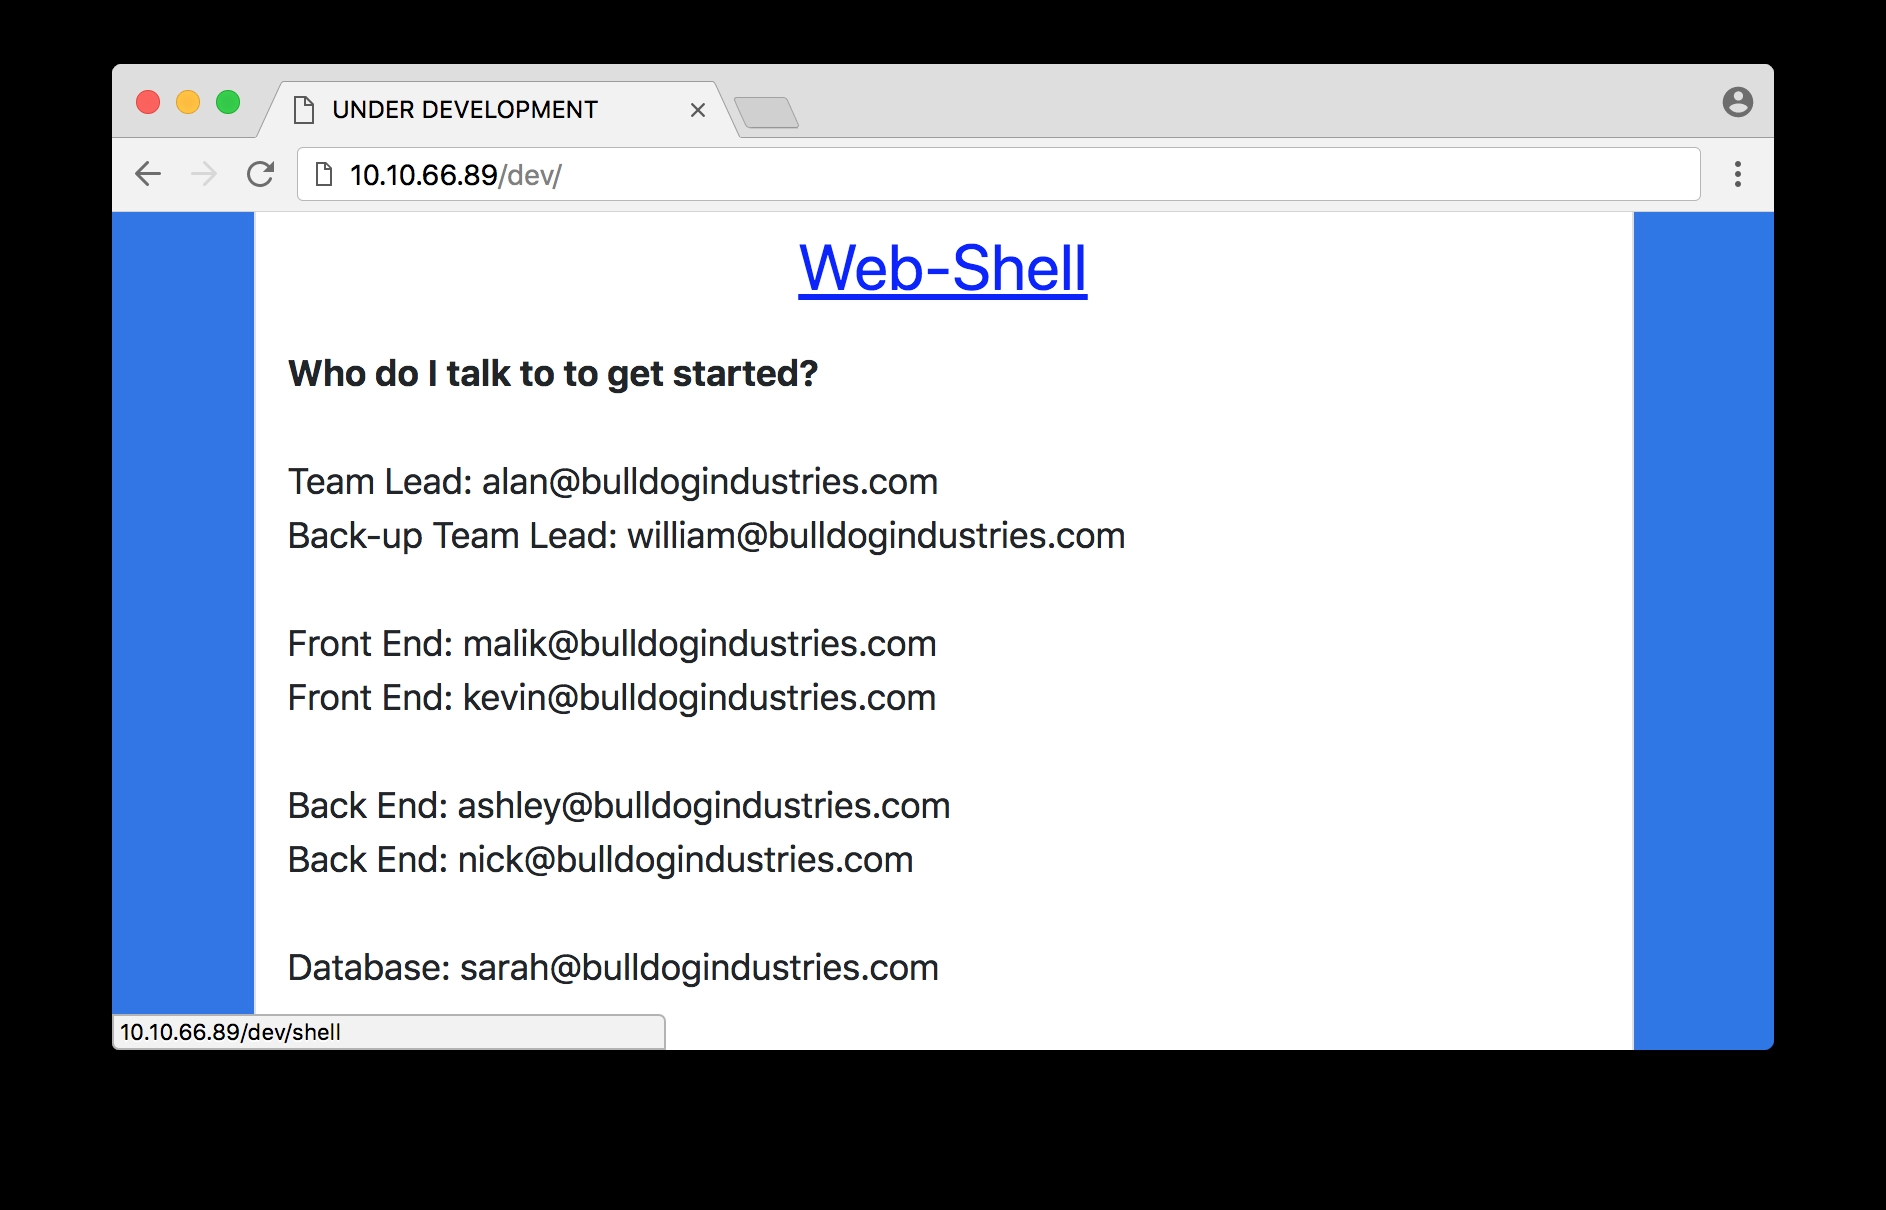 UNDER DEVELOPMENT
10.10.66.89/dev/
Web-Shell
Who do I talk to to get started?
Team Lead: alan@bulldogindustries.com
Back-up Team Lead: william@bulldogindustries.com
Front End: malik@bulldogindustries.com
Front End: kevin@bulldogindustries.com
Back End: ashley@bulldogindustries.com
Back End: nick@bulldogindustries.com
Database: sarah@bulldogindustries.com
10.10.66.89/dev/shell